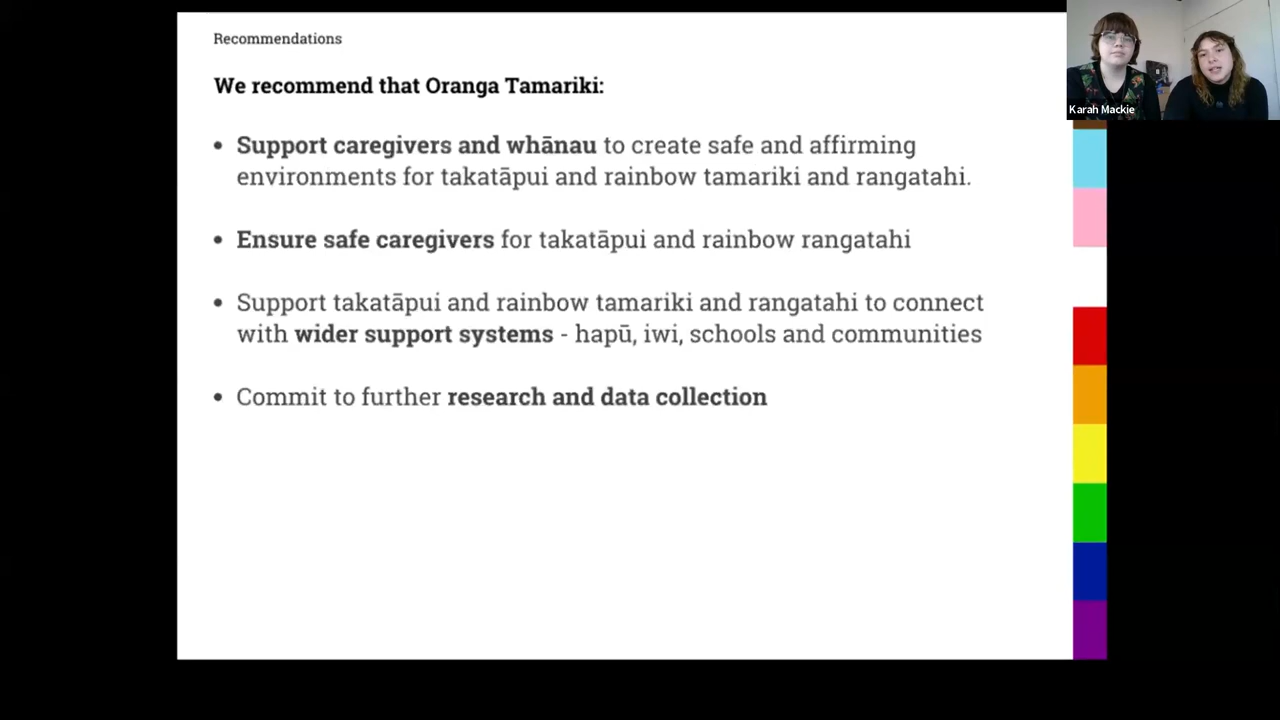 Recommendations
We recommend that Oranga Tamariki:
• Support caregivers and whānau to create safe and affirming
environments for takatāpui and rainbow tamariki and rangatahi.
• Ensure safe caregivers for takatāpui and rainbow rangatahi
• Support takatāpui and rainbow tamariki and rangatahi to connect
with wider support systems - hapū, iwi, schools and communities
• Commit to further research and data collection
Karah Mackie